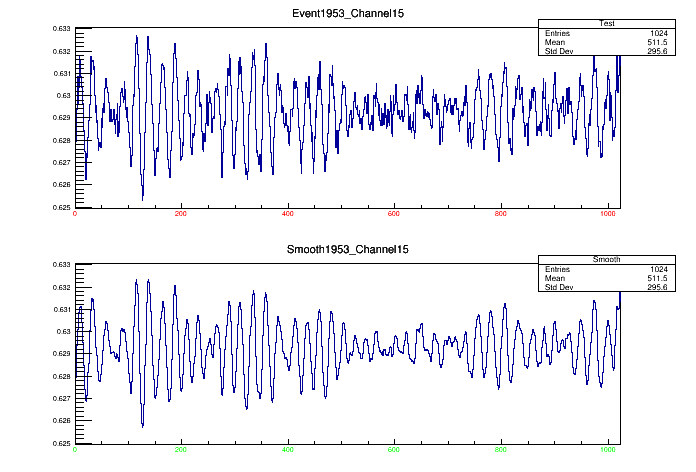 Event1953_Channel15
Test
Entries 1024
Mean 511.5
Std Dev 295.6
0.633
0.632
0.631
0.63
0.629
0.628
0.627
0.626
0.625
0 200 400 600 800 1000
Smooth1953_Channel15
Smooth
Entries 1024
Mean 511.5
Std Dev 295.6
0.633
0.632
0.631
0.63
0.629
0.628
0.627
0.626
0.625
0 200 400 600 800 1000